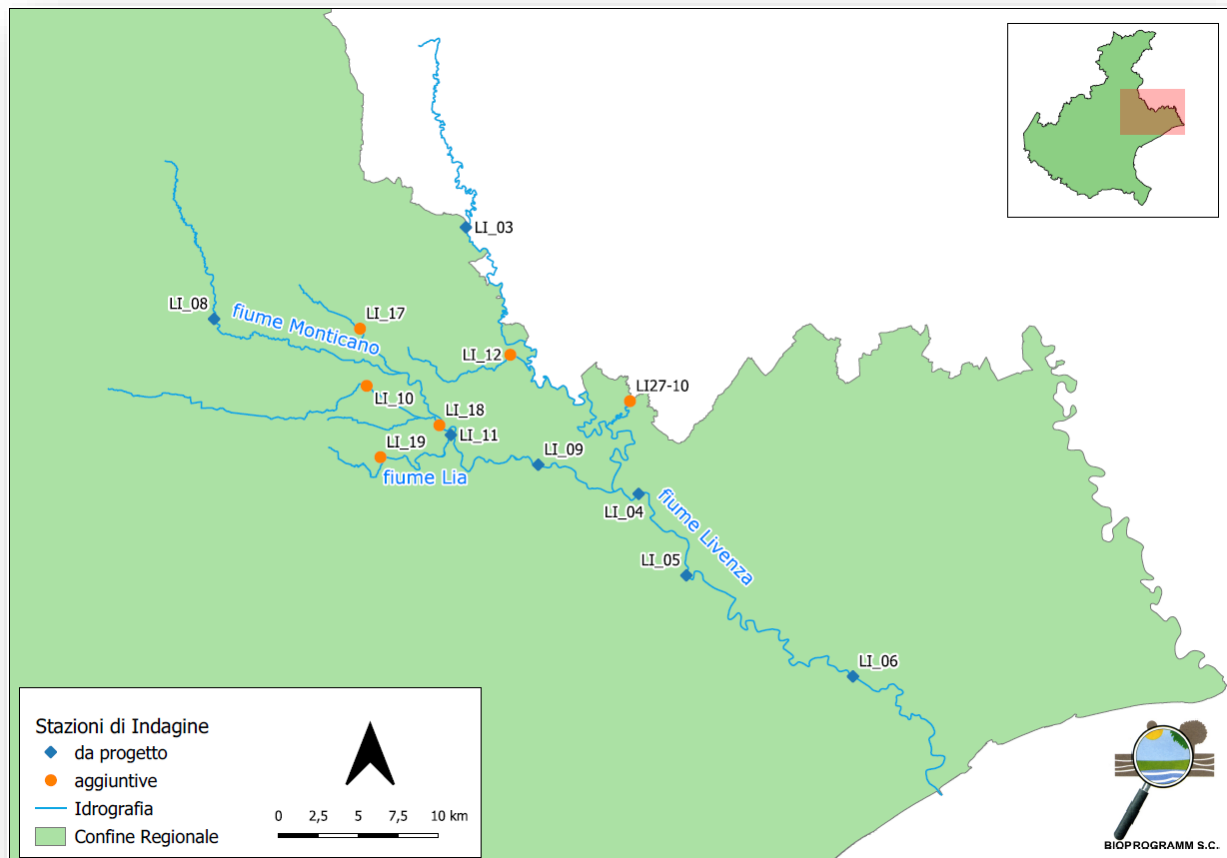 LI_03
LI_08
fiume Monticano
LI_17
LI_12
LI_10
LI27-10
LI_18
LI_11
LI_19
fiume Lia
LI_09
LI_04
fiume Livenza
LI_05
LI_06
Stazioni di Indagine
da progetto
aggiuntive
Idrografia
Confine Regionale
0 2,5 5 7,5 10 km
BIOPROGRAMM S.C.